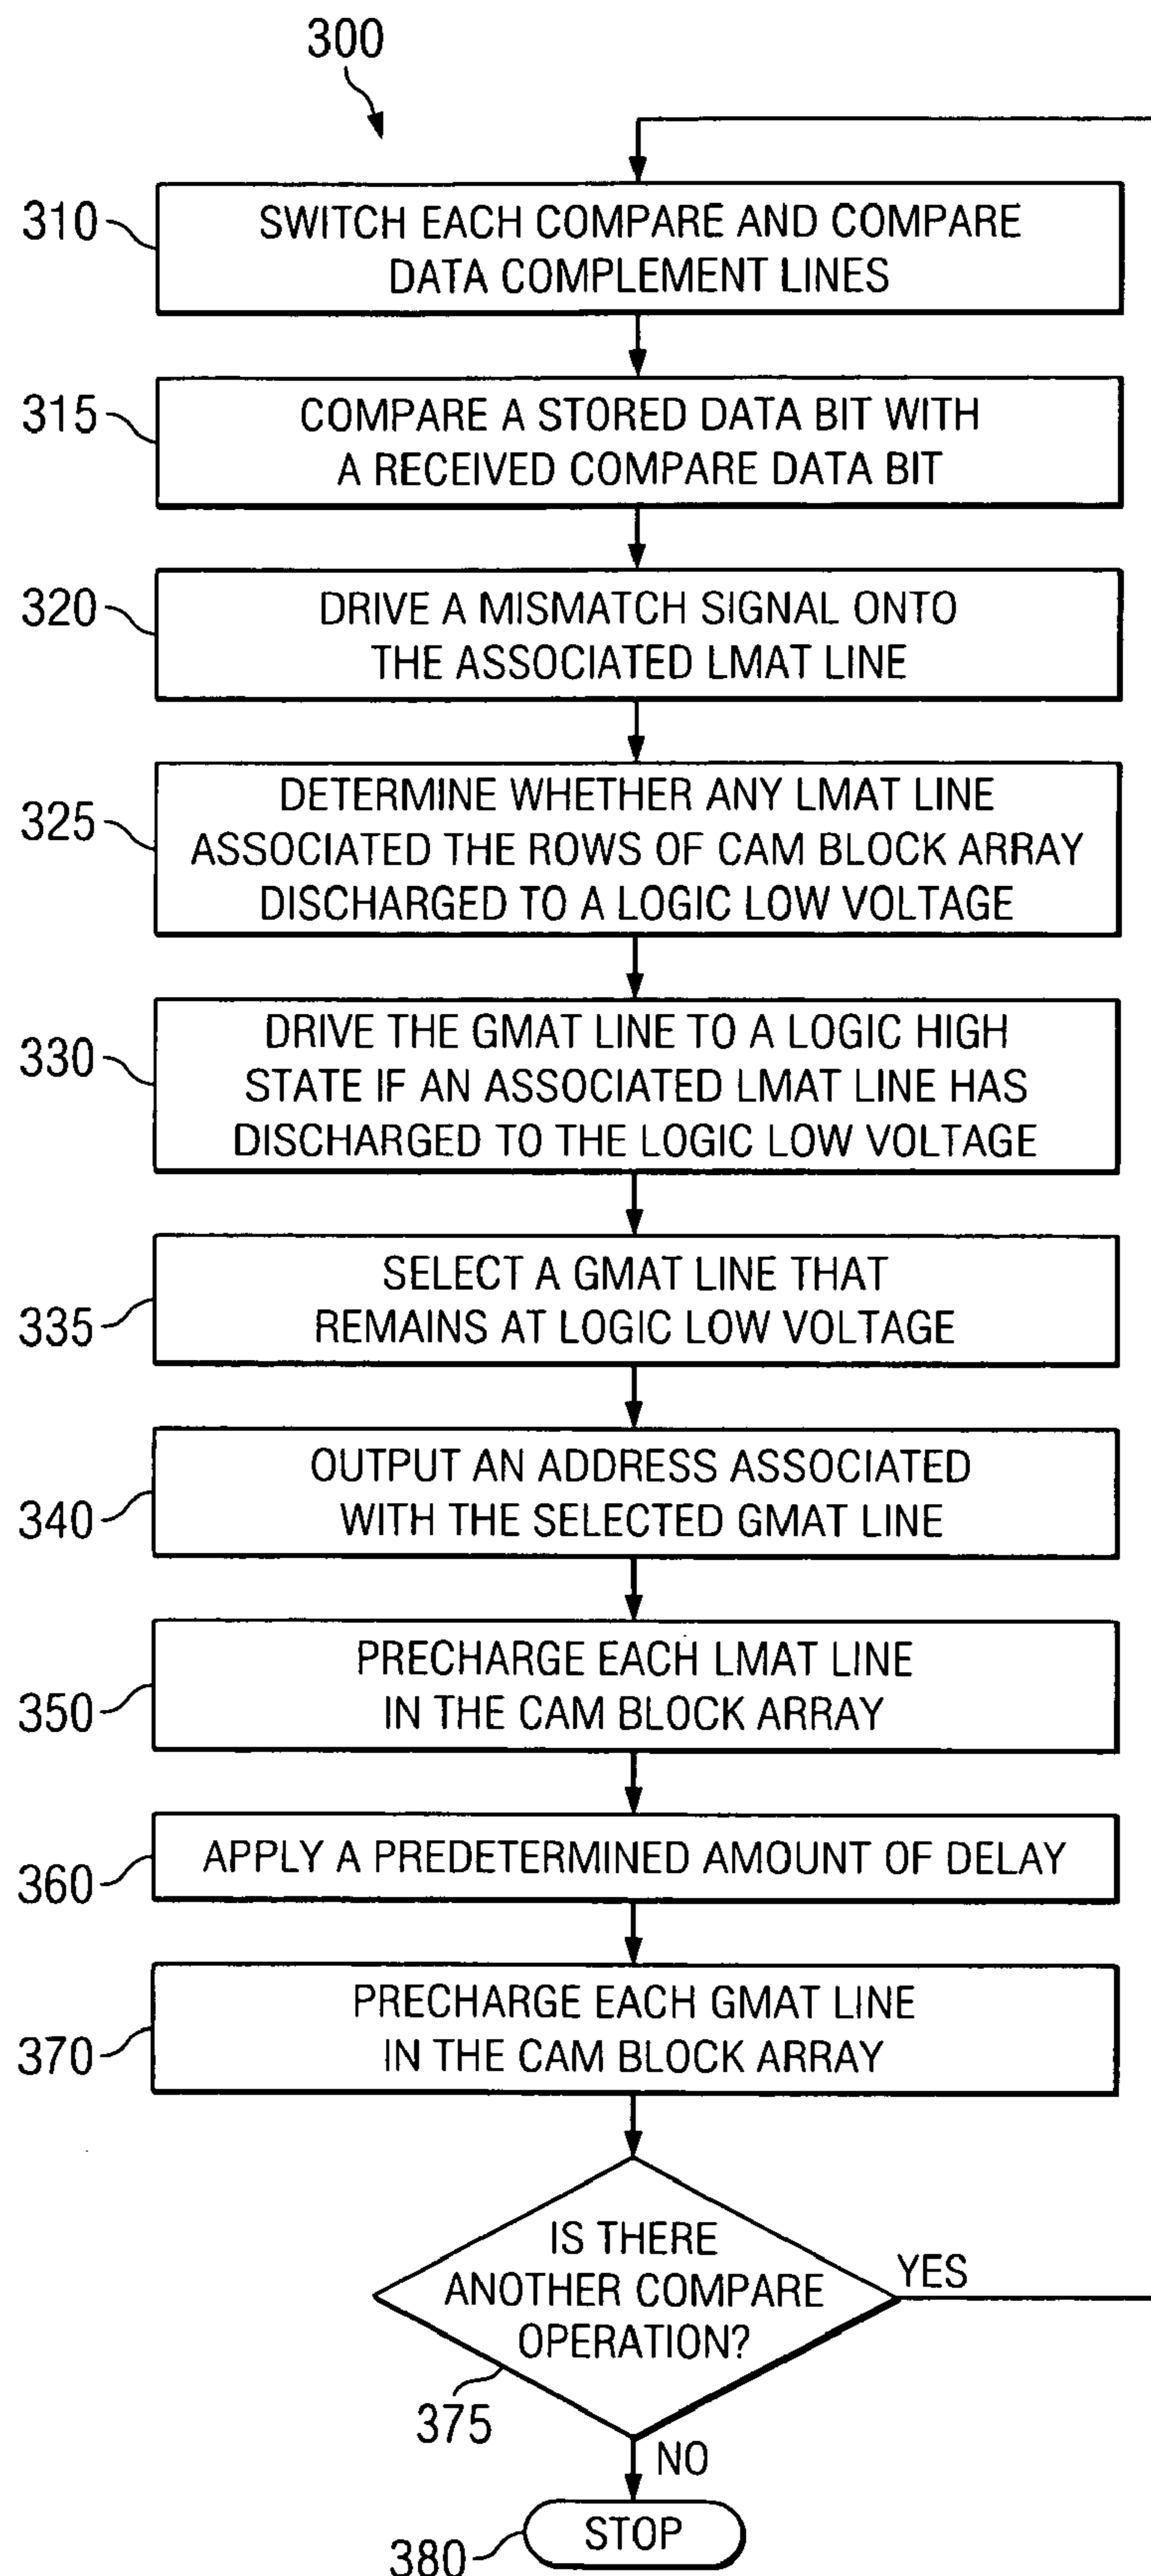 300
310
SWITCH EACH COMPARE AND COMPARE
DATA COMPLEMENT LINES
315
COMPARE A STORED DATA BIT WITH
A RECEIVED COMPARE DATA BIT
320
DRIVE A MISMATCH SIGNAL ONTO
THE ASSOCIATED LMAT LINE
325
DETERMINE WHETHER ANY LMAT LINE
ASSOCIATED THE ROWS OF CAM BLOCK ARRAY
DISCHARGED TO A LOGIC LOW VOLTAGE
330
DRIVE THE GMAT LINE TO A LOGIC HIGH
STATE IF AN ASSOCIATED LMAT LINE HAS
DISCHARGED TO THE LOGIC LOW VOLTAGE
335
SELECT A GMAT LINE THAT
REMAINS AT LOGIC LOW VOLTAGE
340
OUTPUT AN ADDRESS ASSOCIATED
WITH THE SELECTED GMAT LINE
350
PRECHARGE EACH LMAT LINE
IN THE CAM BLOCK ARRAY
360
APPLY A PREDETERMINED AMOUNT OF DELAY
370
PRECHARGE EACH GMAT LINE
IN THE CAM BLOCK ARRAY
IS THERE
ANOTHER COMPARE
OPERATION?
YES
375
NO
STOP
380